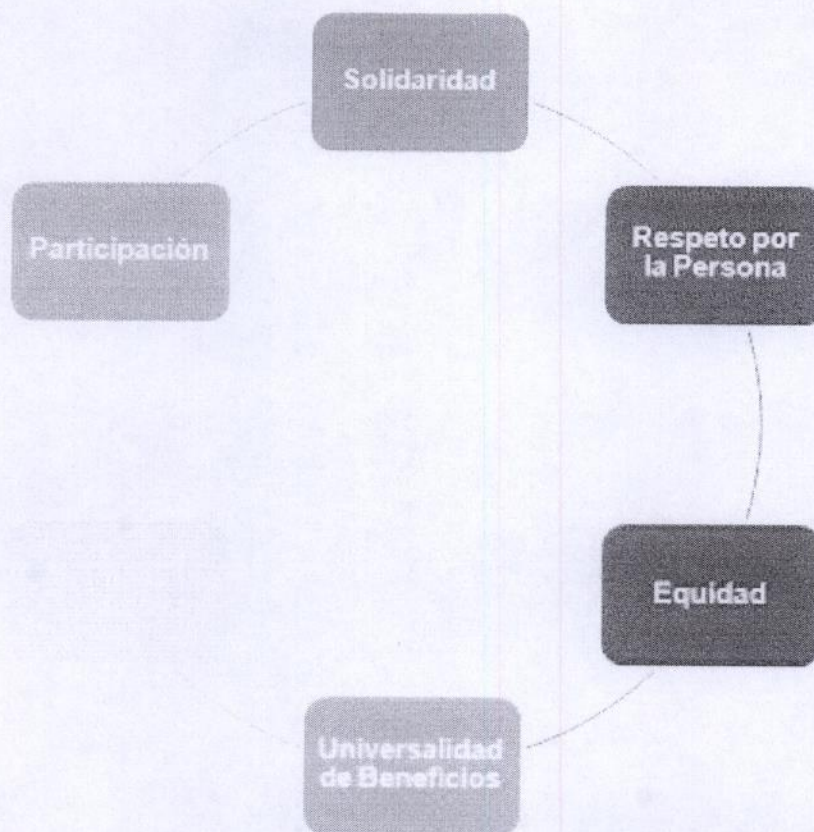 Solidaridad
Respeto por
la Persona
Equidad
Universalidad
de Beneficios
Participación